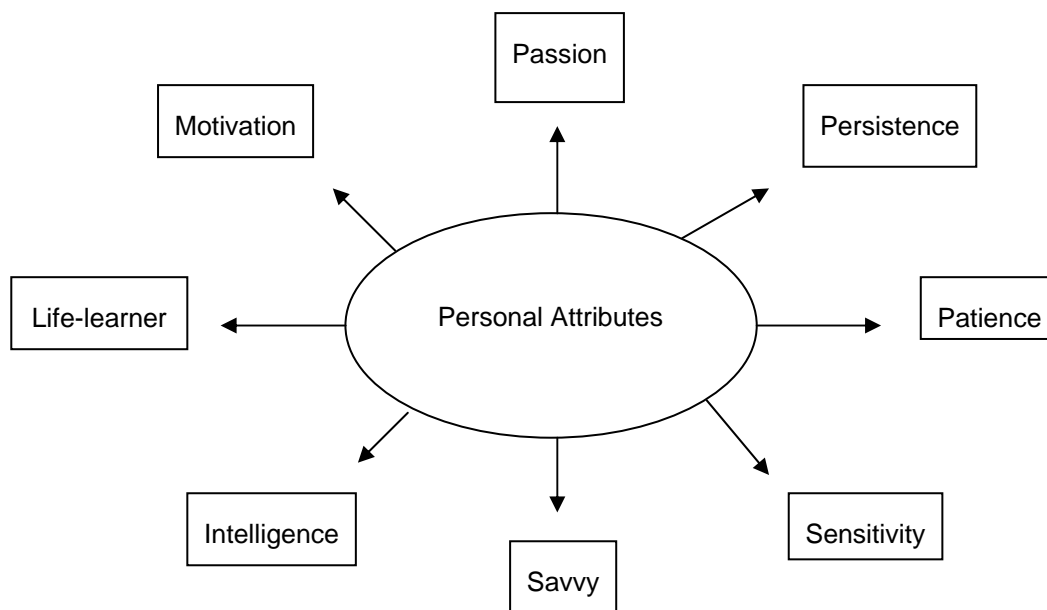 Passion
Motivation
Persistence
Life-learner
Personal Attributes
Patience
Intelligence
Sensitivity
Savvy